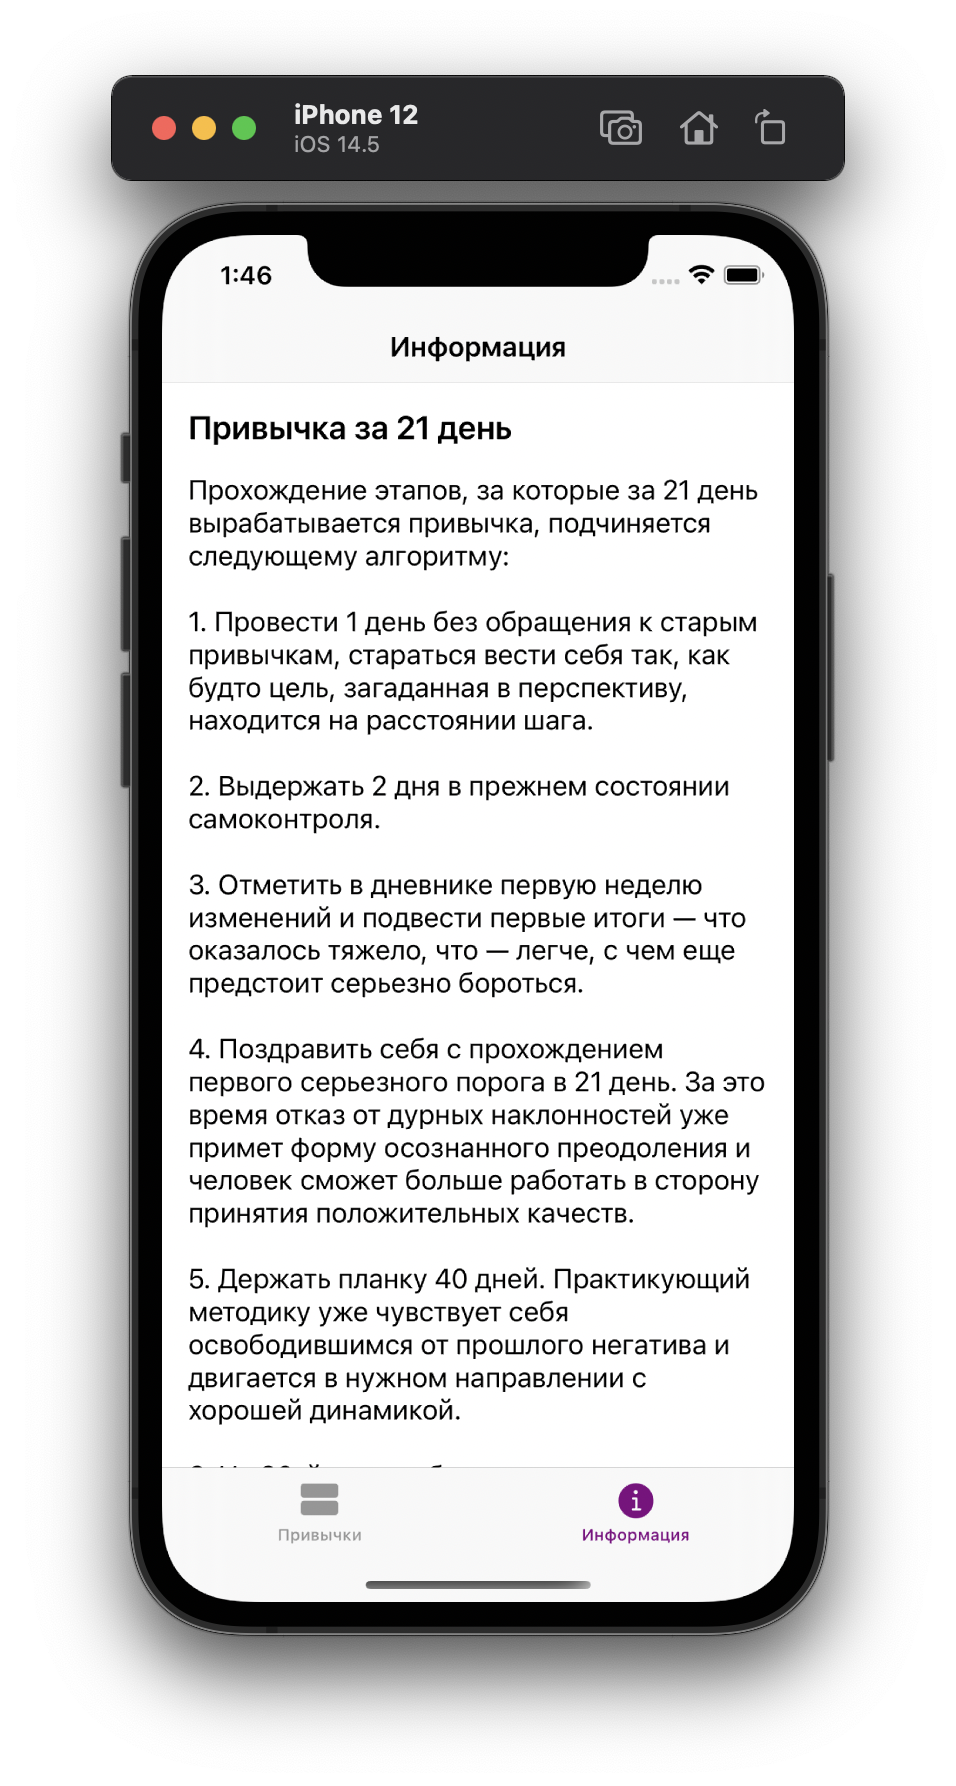 iPhone 12
iOS 14.5
1:46
Информация
Привычка за 21 день
Прохождение этапов, за которые за 21 день
вырабатывается привычка, подчиняется
следующему алгоритму:
1. Провести 1 день без обращения к старым
привычкам, стараться вести себя так, как
будто цель, загаданная в перспективу,
находится на расстоянии шага.
2. Выдержать 2 дня в прежнем состоянии
самоконтроля.
3. Отметить в дневнике первую неделю
изменений и подвести первые итоги — что
оказалось тяжело, что — легче, с чем еще
предстоит серьезно бороться.
4. Поздравить себя с прохождением
первого серьезного порога в 21 день. За это
время отказ от дурных наклонностей уже
примет форму осознанного преодоления и
человек сможет больше работать в сторону
принятия положительных качеств.
5. Держать планку 40 дней. Практикующий
методику уже чувствует себя
освободившимся от прошлого негатива и
двигается в нужном направлении с
хорошей динамикой.
Привычки
Информация